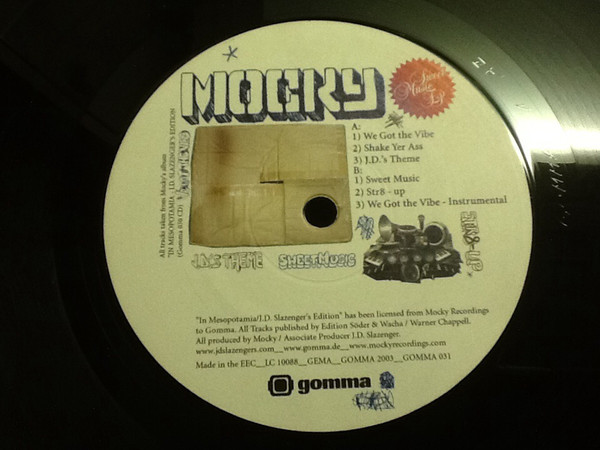 MOCKY
Sweet
Music
Ep
A:
1) We Got the Vibe
2) Shake Yer Ass
3) J.D.'s Theme
B:
1) Sweet Music
2) Str8 - up
3) We Got the Vibe - Instrumental
All tracks taken from Mocky's album
"IN MESOPOTAMIA - J.D. SLAZENGER'S EDITION"
(Gomma 038 CD)
J.D.'S THEME
SWEET MUSIC
STR8-UP
"In Mesopotamia/J.D. Slazenger's Edition" has been licensed from Mocky Recordings
to Gomma. All Tracks published by Edition Söder & Wacha / Warner Chappell.
All produced by Mocky / Associate Producer J.D. Slazenger.
www.jdslazengers.com__www.gomma.de__www.mockyrecordings.com
Made in the EEC__LC 10088__GEMA__GOMMA 2003__GOMMA 031
gomma